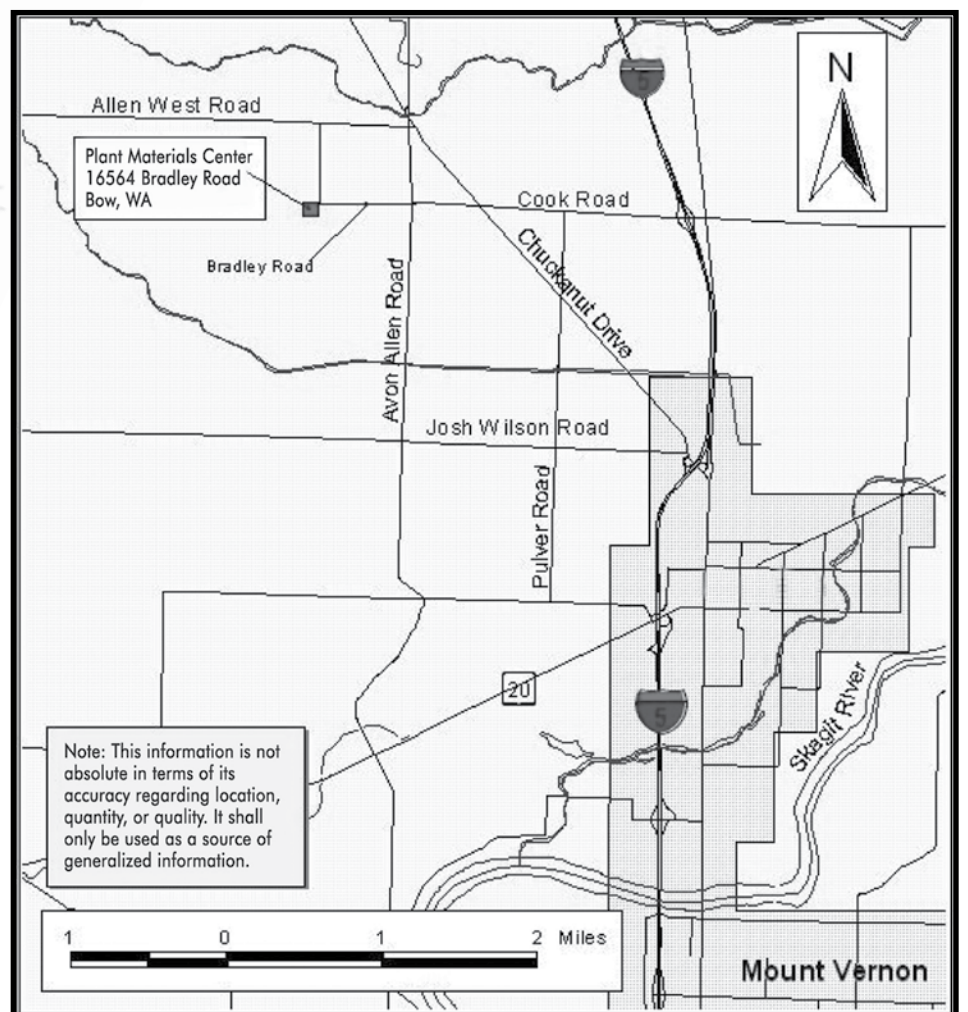 5
N
Allen West Road
Plant Materials Center
16564 Bradley Road
Bow, WA
Cook Road
Bradley Road
Chuckanut Drive
Avon Allen Road
Josh Wilson Road
Pulver Road
20
5
Skagit River
Note: This information is not
absolute in terms of its
accuracy regarding location,
quantity, or quality. It shall
only be used as a source of
generalized information.
1 0 1 2 Miles
Mount Vernon